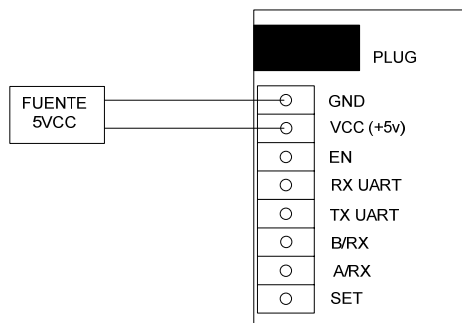 PLUG
FUENTE
5VCC
GND
VCC (+5v)
EN
RX UART
TX UART
B/RX
A/RX
SET